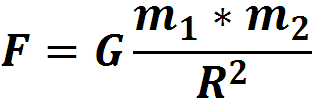 F = G m₁ * m₂ / R²